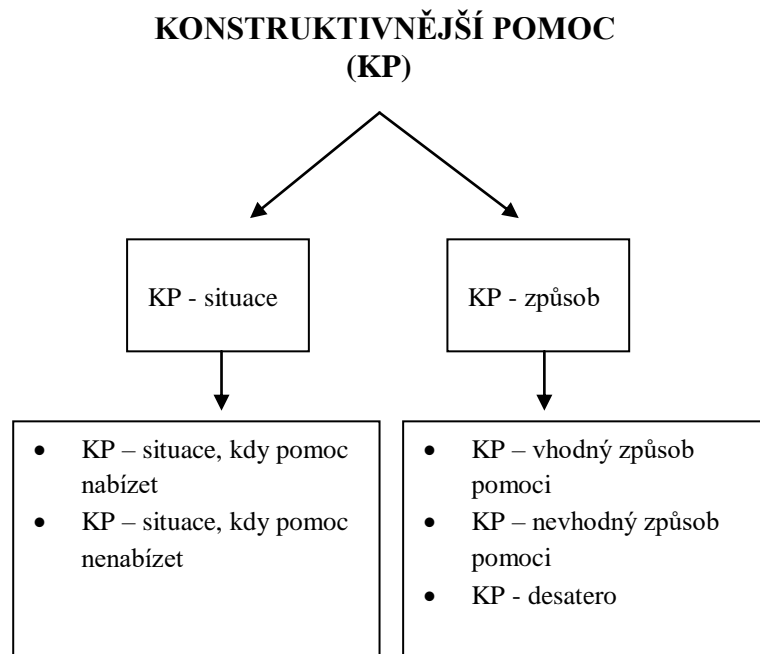 KONSTRUKTIVNĚJŠÍ POMOC
(KP)
KP - situace
KP - způsob
• KP – situace, kdy pomoc
nabízet
• KP – situace, kdy pomoc
nenabízet
• KP – vhodný způsob
pomoci
• KP – nevhodný způsob
pomoci
• KP - desatero